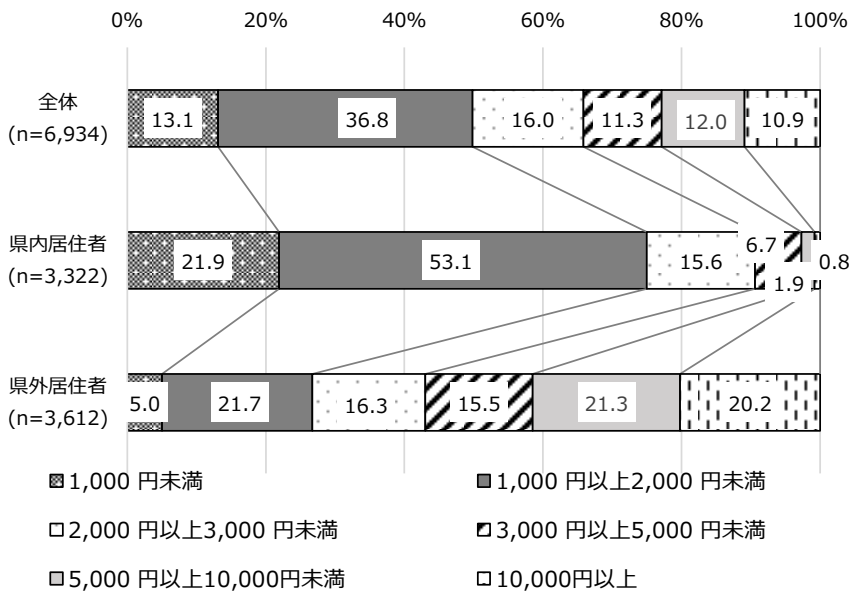 0% 20% 40% 60% 80% 100%
全体
(n=6,934)
13.1 36.8 16.0 11.3 12.0 10.9
県内居住者
(n=3,322)
21.9 53.1 15.6 6.7 1.9 0.8
県外居住者
(n=3,612)
5.0 21.7 16.3 15.5 21.3 20.2
1,000 円未満 1,000 円以上2,000 円未満
2,000 円以上3,000 円未満 3,000 円以上5,000 円未満
5,000 円以上10,000円未満 10,000円以上